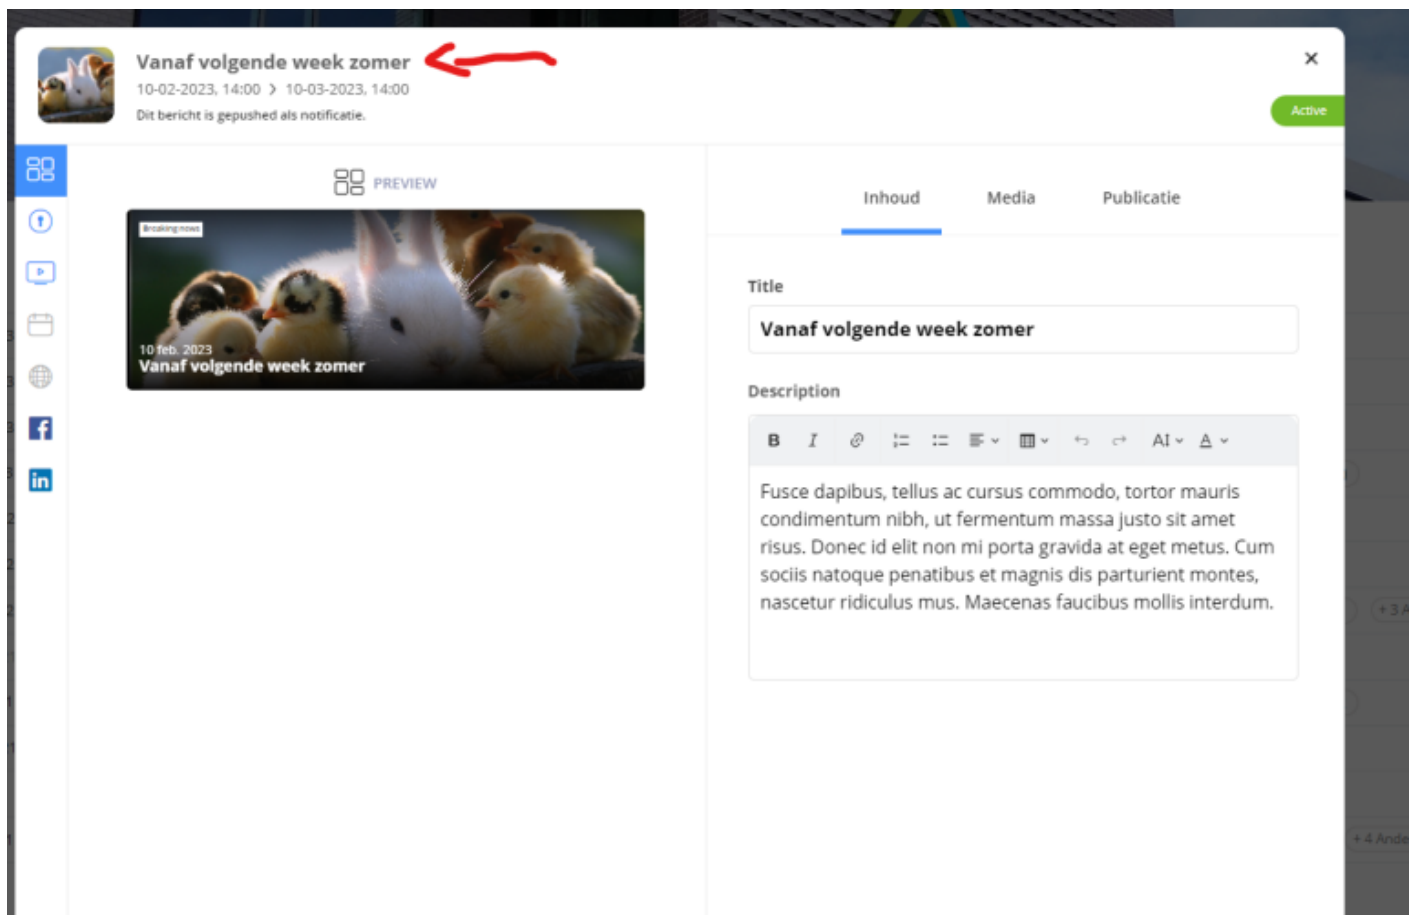 Vanaf volgende week zomer
10-02-2023, 14:00 > 10-03-2023, 14:00
Dit bericht is gepushed als notificatie.
Active
PREVIEW
Breaking news
10 feb. 2023
Vanaf volgende week zomer
Inhoud Media Publicatie
Title
Vanaf volgende week zomer
Description
B I AI A
Fusce dapibus, tellus ac cursus commodo, tortor mauris
condimentum nibh, ut fermentum massa justo sit amet
risus. Donec id elit non mi porta gravida at eget metus. Cum
sociis natoque penatibus et magnis dis parturient montes,
nascetur ridiculus mus. Maecenas faucibus mollis interdum.
f
in
+ 3 A
+ 4 Ande